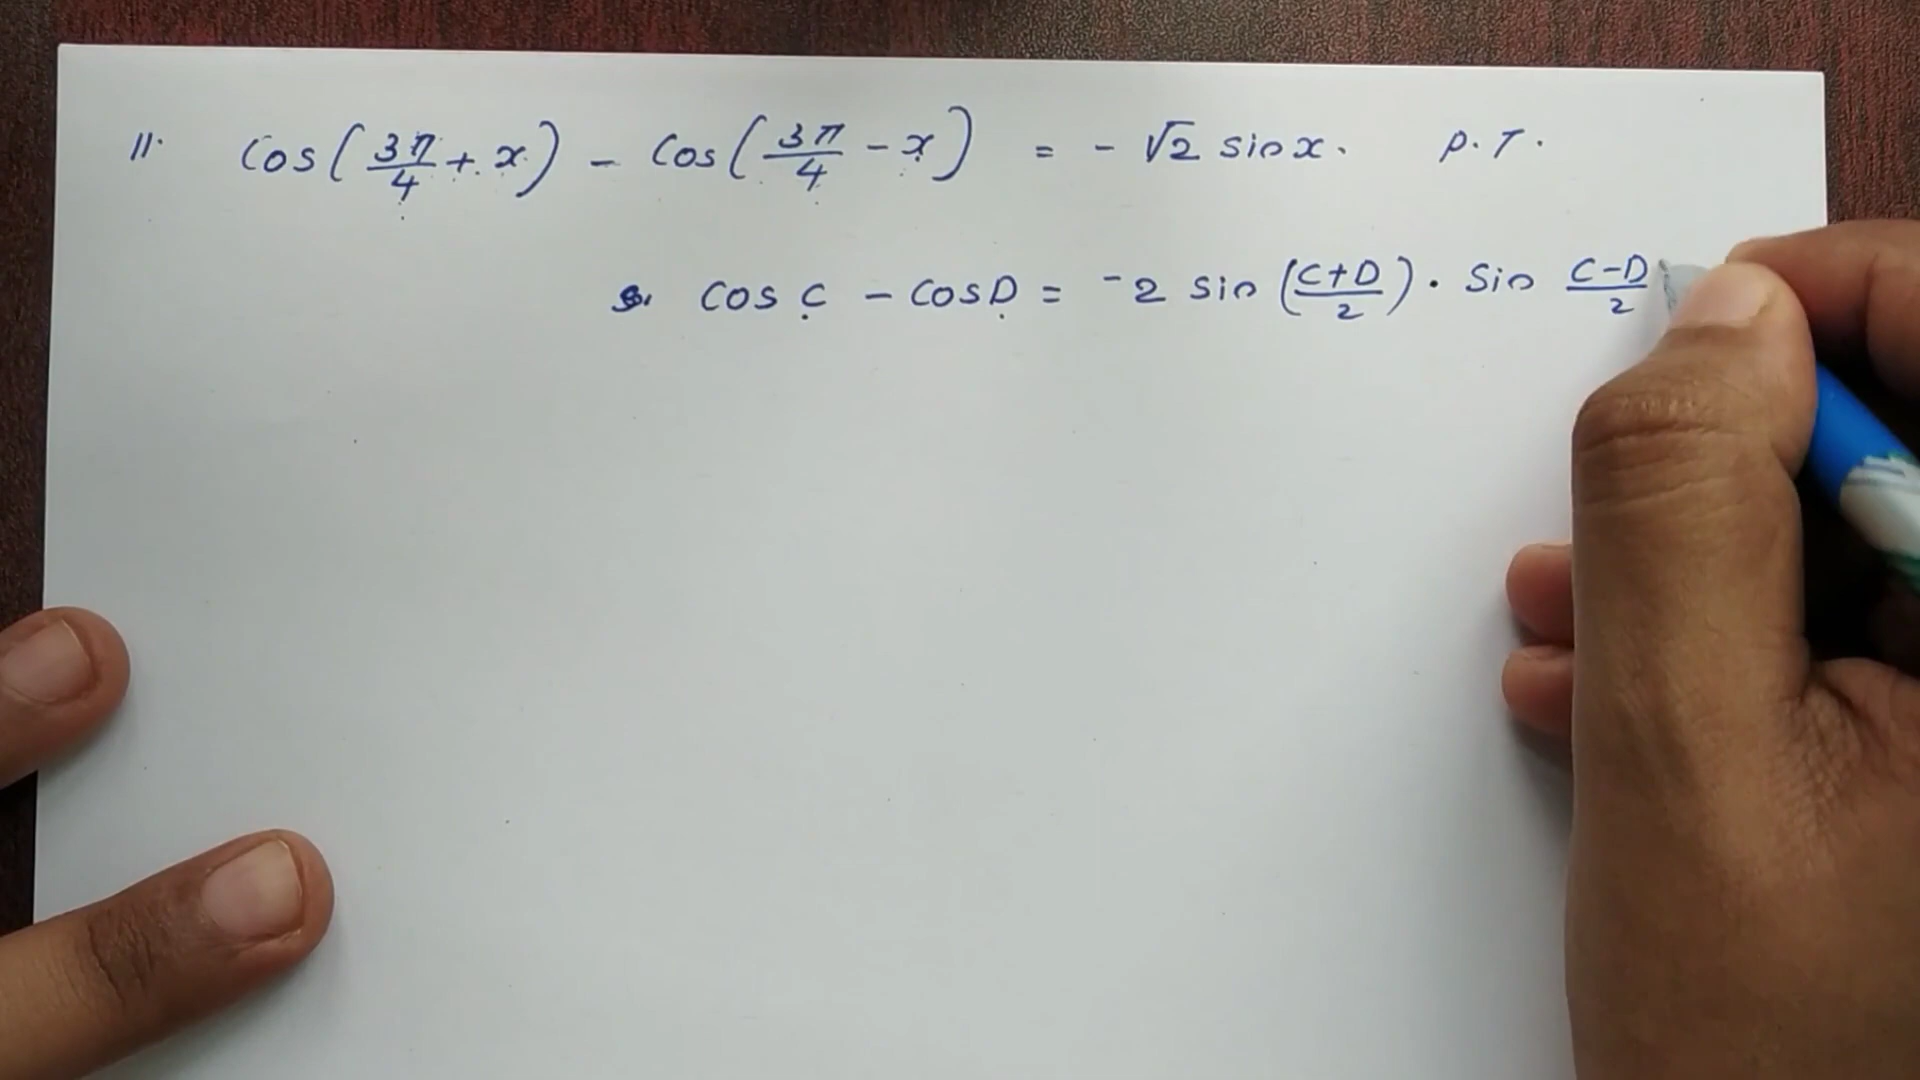 11. Cos(3π/4 + x) - Cos(3π/4 - x) = - √2 sin x. P.T.
Cos C - Cos D = -2 sin (C+D/2) . Sin C-D/2